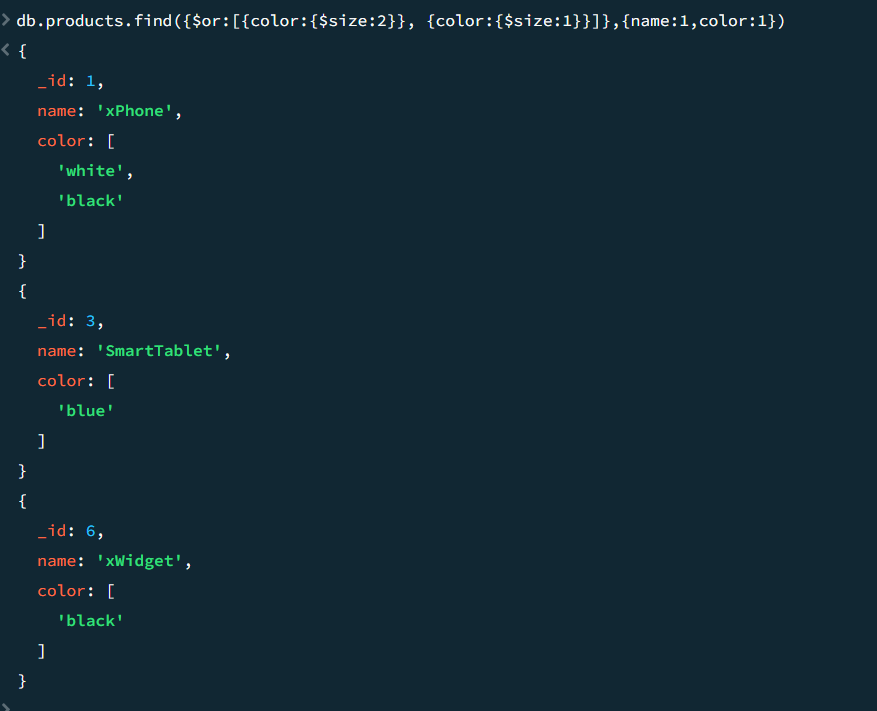 > db.products.find({$or:[{color:{$size:2}}, {color:{$size:1}}]},{name:1,color:1})
< {
_id: 1,
name: 'xPhone',
color: [
'white',
'black'
]
}
{
_id: 3,
name: 'SmartTablet',
color: [
'blue'
]
}
{
_id: 6,
name: 'xWidget',
color: [
'black'
]
}
>